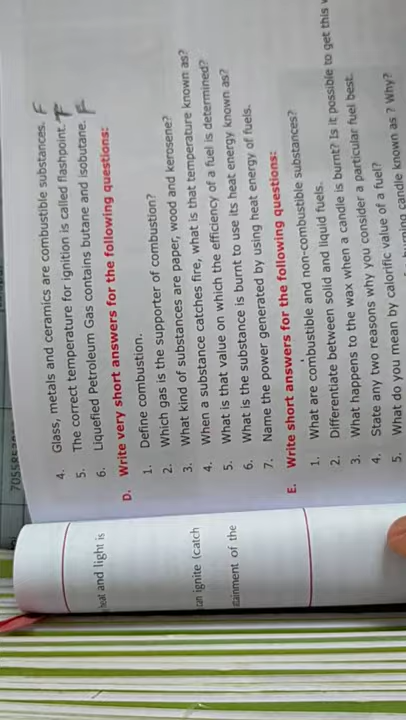 heat and light is
ignite (catch
tainment of the
4. Glass, metals and ceramics are combustible substances. F
5. The correct temperature for ignition is called flashpoint. F
6. Liquefied Petroleum Gas contains butane and isobutane. F
D. Write very short answers for the following questions:
1. Define combustion.
2. Which gas is the supporter of combustion?
3. What kind of substances are paper, wood and kerosene?
4. When a substance catches fire, what is that temperature known as?
5. What is that value on which the efficiency of a fuel is determined?
6. What is the substance is burnt to use its heat energy known as?
7. Name the power generated by using heat energy of fuels.
E. Write short answers for the following questions:
1. What are combustible and non-combustible substances?
2. Differentiate between solid and liquid fuels.
3. What happens to the wax when a candle is burnt? Is it possible to get this
4. State any two reasons why you consider a particular fuel best.
5. What do you mean by calorific value of a fuel?
burning candle known as ? Why?